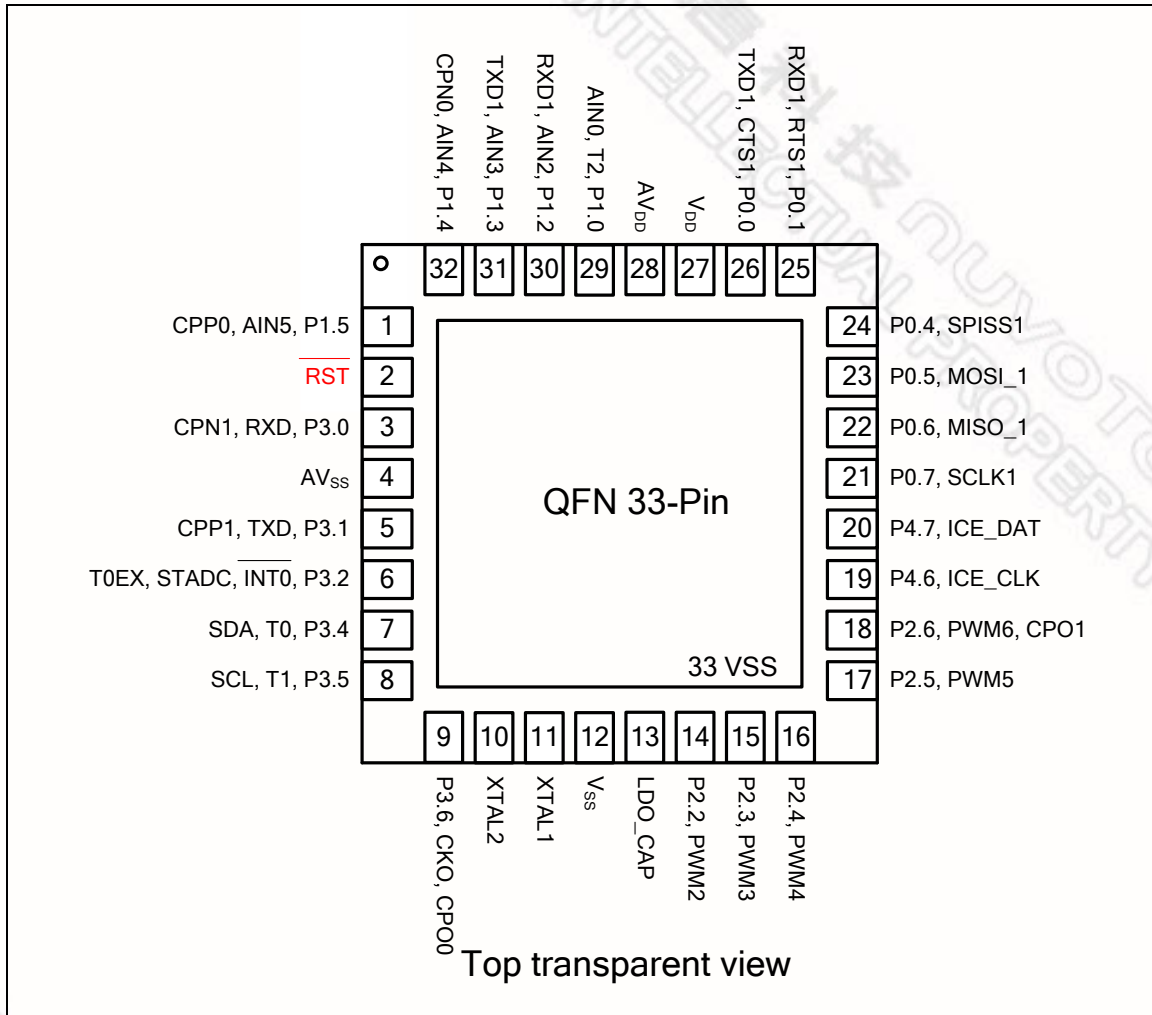 CPN0, AIN4, P1.4
TXD1, AIN3, P1.3
RXD1, AIN2, P1.2
AIN0, T2, P1.0
AVDD
VDD
TXD1, CTS1, P0.0
RXD1, RTS1, P0.1
32 31 30 29 28 27 26 25
CPP0, AIN5, P1.5 1
RST 2
CPN1, RXD, P3.0 3
AVSS 4
CPP1, TXD, P3.1 5
T0EX, STADC, INT0, P3.2 6
SDA, T0, P3.4 7
SCL, T1, P3.5 8
QFN 33-Pin
33 VSS
24 P0.4, SPISS1
23 P0.5, MOSI_1
22 P0.6, MISO_1
21 P0.7, SCLK1
20 P4.7, ICE_DAT
19 P4.6, ICE_CLK
18 P2.6, PWM6, CPO1
17 P2.5, PWM5
9 10 11 12 13 14 15 16
P3.6, CKO, CPO0
XTAL2
XTAL1
VSS
LDO_CAP
P2.2, PWM2
P2.3, PWM3
P2.4, PWM4
Top transparent view
科技 nuvoTo
INTELLECTUAL PROPERTY